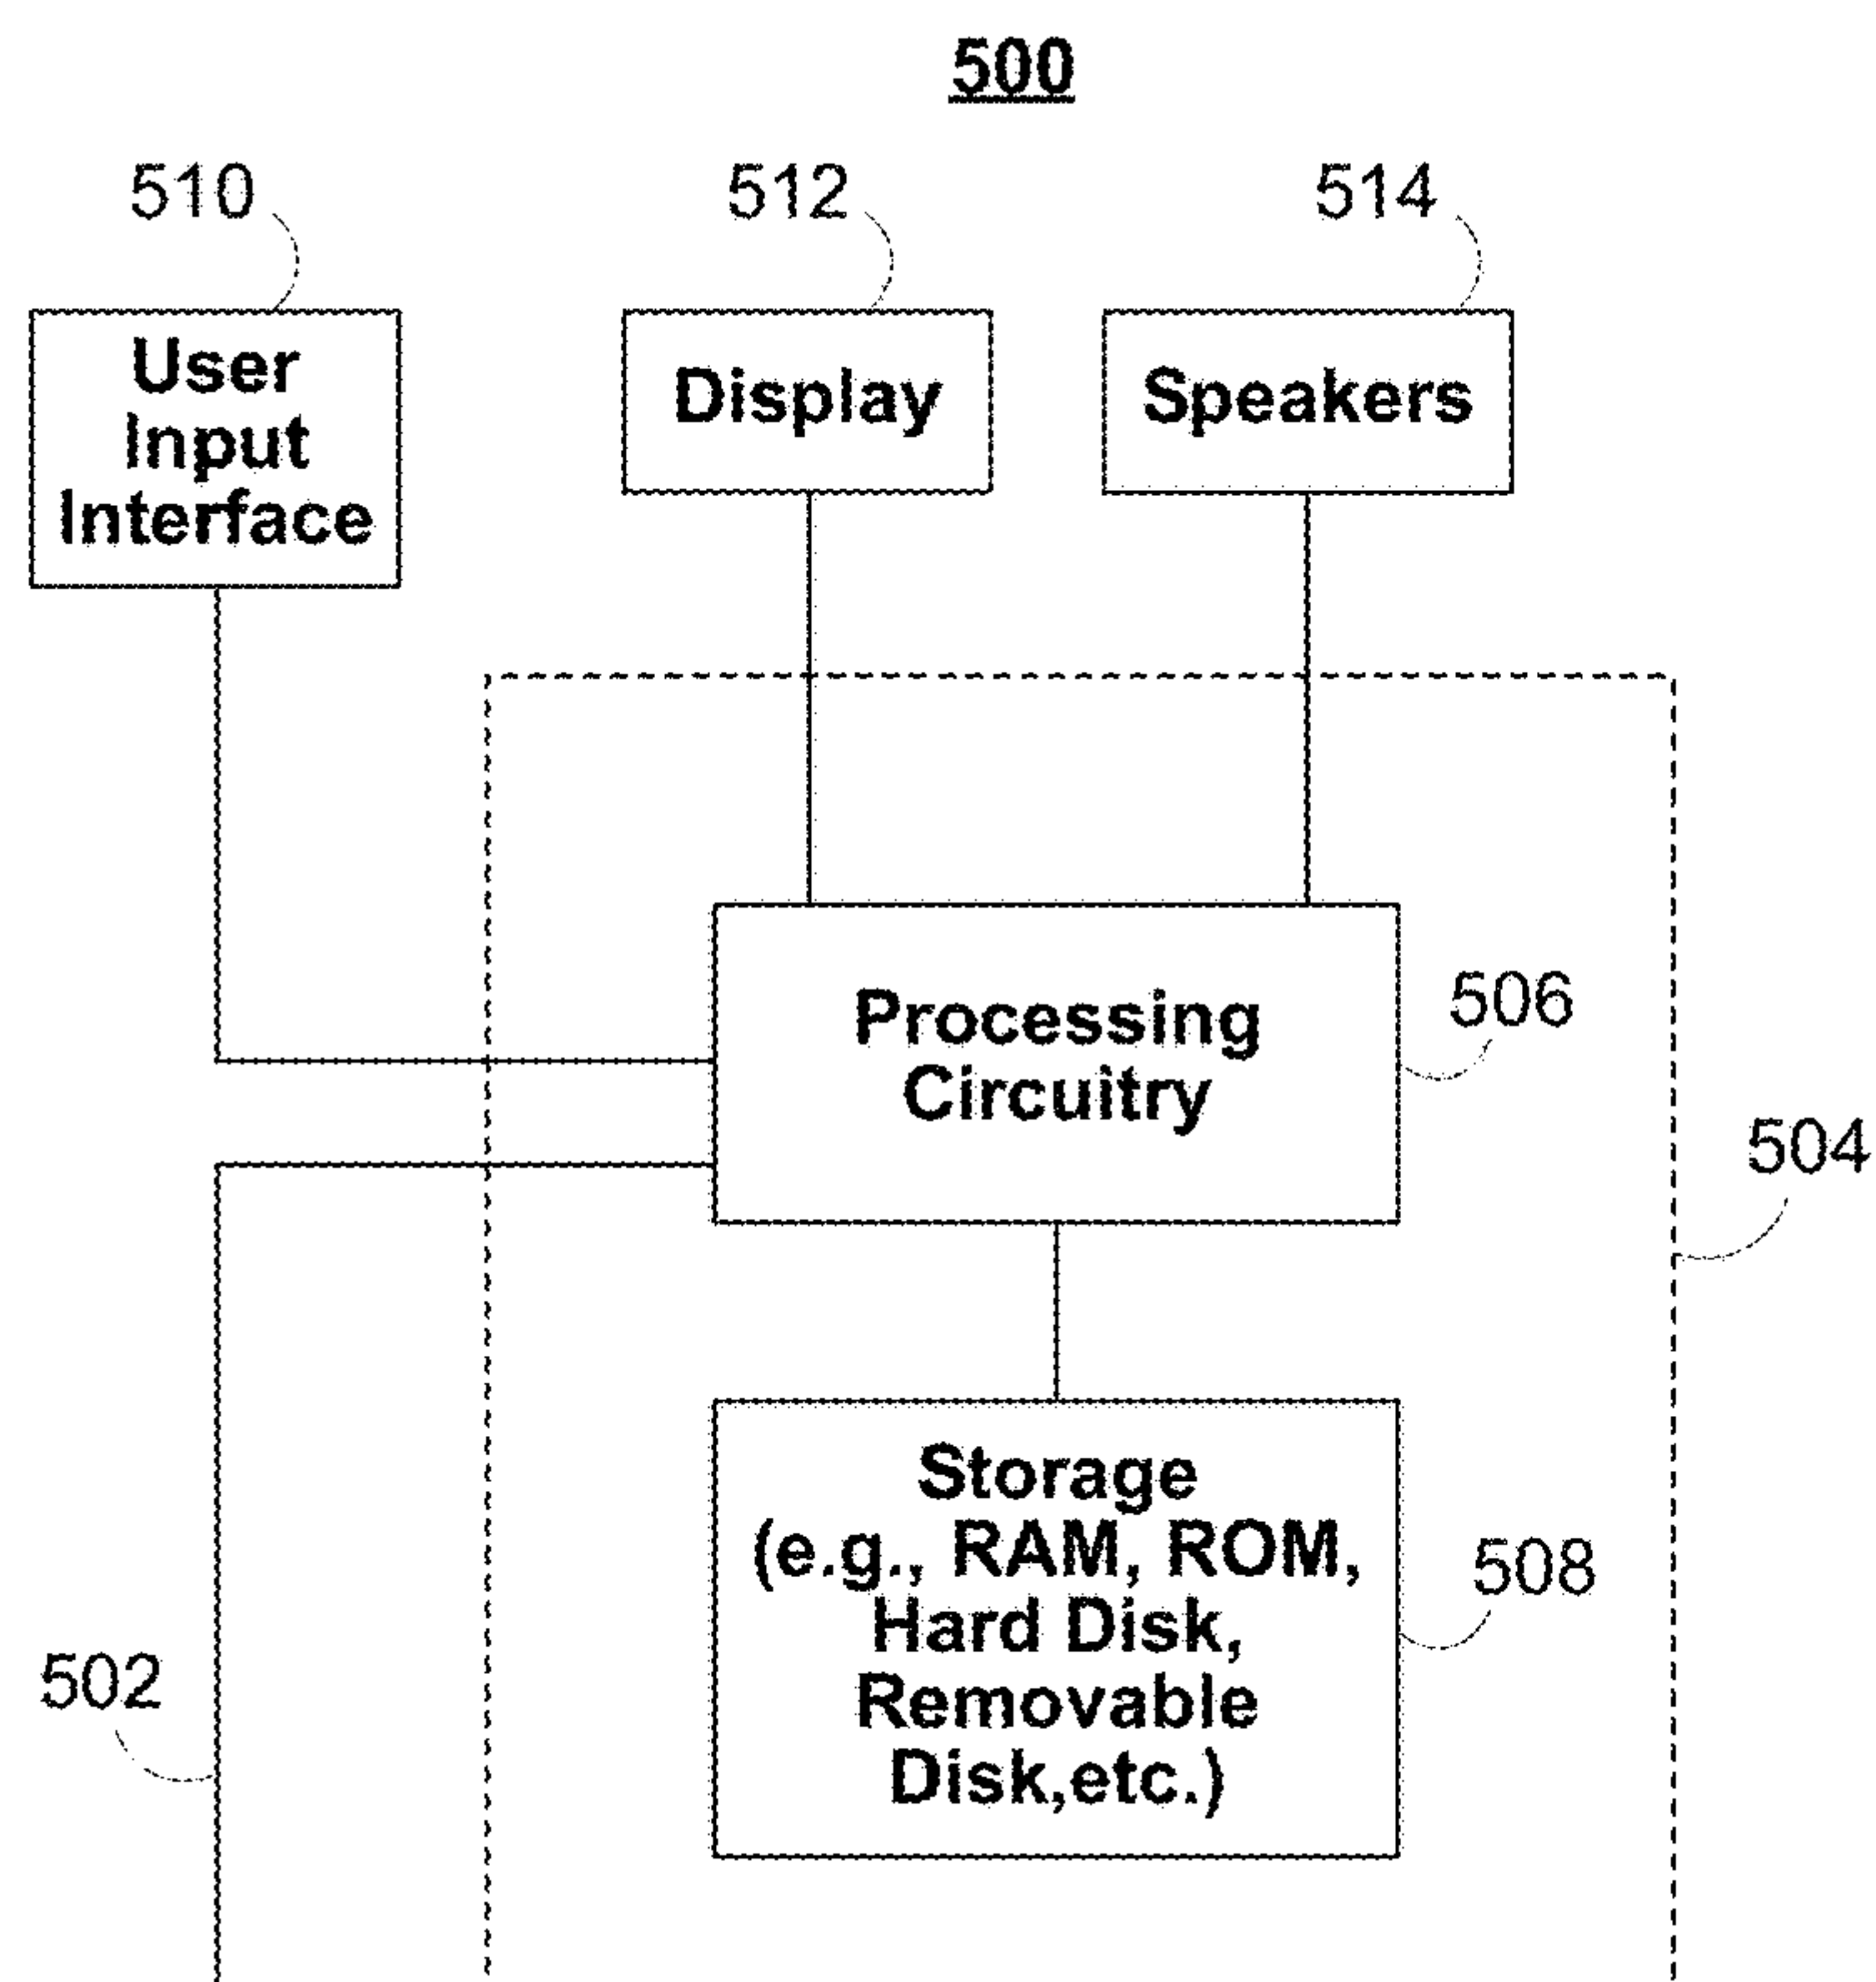 500
510
512
514
User
Input
Interface
Display
Speakers
Processing
Circuitry
506
504
Storage
(e.g., RAM, ROM,
Hard Disk,
Removable
Disk,etc.)
508
502